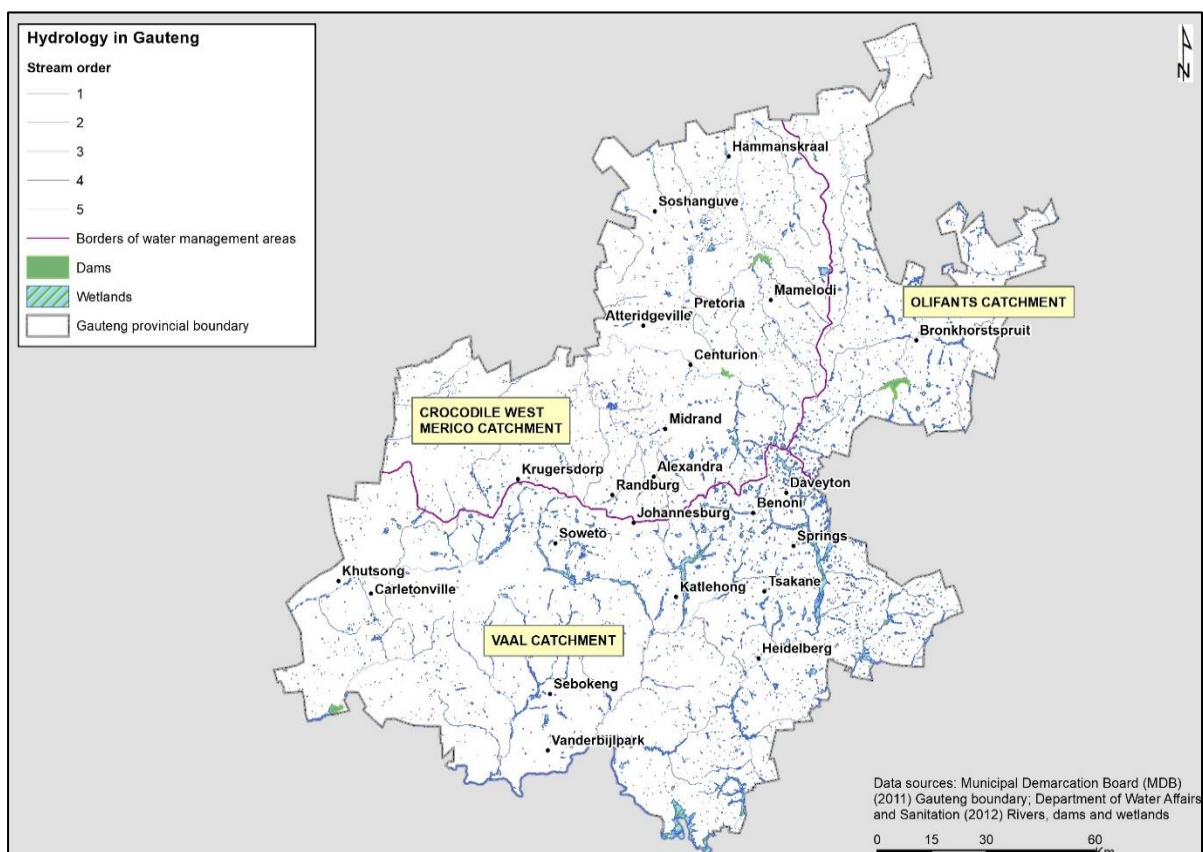 Hydrology in Gauteng
Stream order
1
2
3
4
5
Borders of water management areas
Dams
Wetlands
Gauteng provincial boundary
N
Hammanskraal
Soshanguve
Mamelodi
Pretoria
Atteridgeville
OLIFANTS CATCHMENT
Bronkhorstspruit
Centurion
CROCODILE WEST
MERICO CATCHMENT
Midrand
Alexandra
Krugersdorp
Randburg
Daveyton
Benoni
Johannesburg
Soweto
Springs
Khutsong
Carletonville
Katlehong
Tsakane
VAAL CATCHMENT
Heidelberg
Sebokeng
Vanderbijlpark
Data sources: Municipal Demarcation Board (MDB)
(2011) Gauteng boundary; Department of Water Affairs
and Sanitation (2012) Rivers, dams and wetlands
0 15 30 60
Km